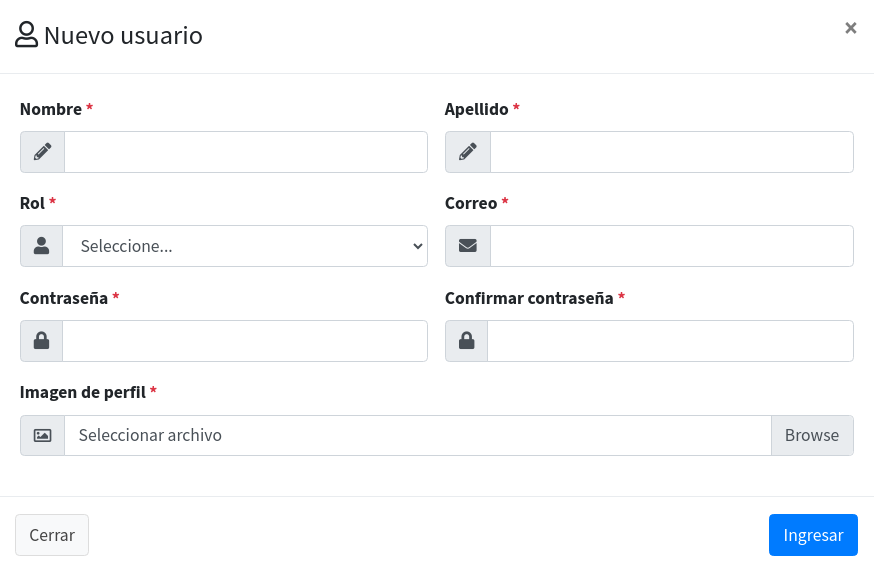 Nuevo usuario
×
Nombre * Apellido *
Rol * Correo *
Seleccione...
Contraseña * Confirmar contraseña *
Imagen de perfil *
Seleccionar archivo Browse
Cerrar Ingresar